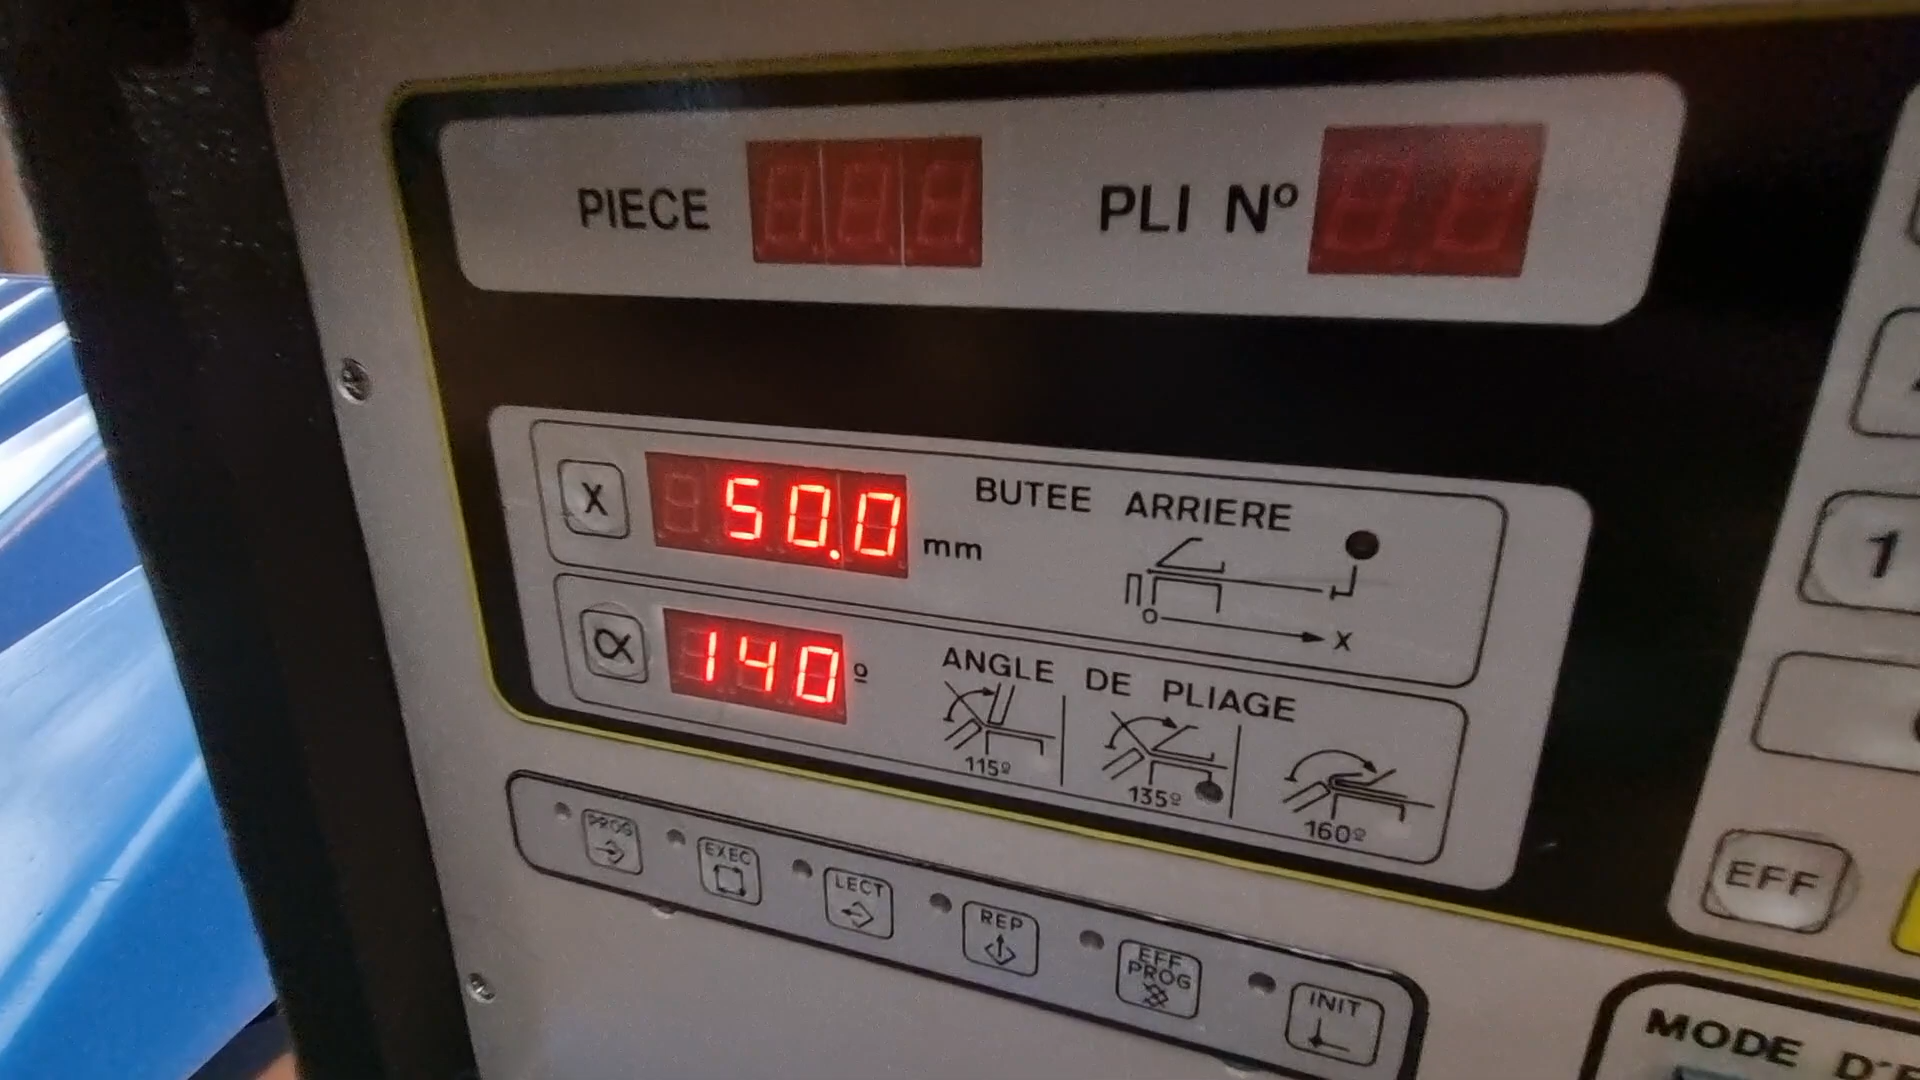 PIECE PLI Nº
X 50.0 mm BUTEE ARRIERE
O X
α 140 º ANGLE DE PLIAGE
115º 135º 160º
PROG EXEC LECT REP EFF PROG INIT
1
EFF
MODE